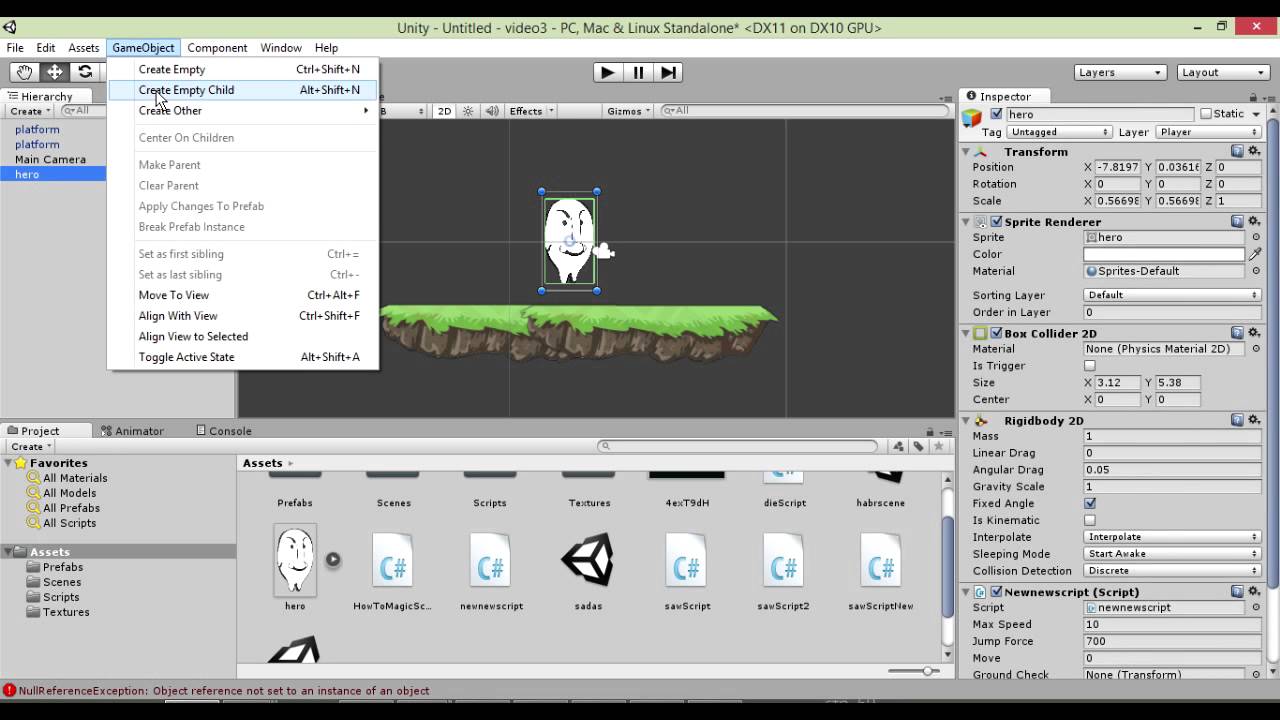 Unity - Untitled - video3 - PC, Mac & Linux Standalone* <DX11 on DX10 GPU>
File Edit Assets GameObject Component Window Help
Layers Layout
Create Empty Ctrl+Shift+N
Create Empty Child Alt+Shift+N
Create Other
Center On Children
Make Parent
Clear Parent
Apply Changes To Prefab
Break Prefab Instance
Set as first sibling Ctrl+=
Set as last sibling Ctrl+-
Move To View Ctrl+Alt+F
Align With View Ctrl+Shift+F
Align View to Selected
Toggle Active State Alt+Shift+A
Hierarchy
Create All
platform
platform
Main Camera
hero
2D Effects Gizmos All
Inspector
hero Static
Tag Untagged Layer Player
Transform
Position X -7.8197 Y 0.0361 Z 0
Rotation X 0 Y 0 Z 0
Scale X 0.56698 Y 0.56698 Z 1
Sprite Renderer
Sprite hero
Color
Material Sprites-Default
Sorting Layer Default
Order in Layer 0
Box Collider 2D
Material None (Physics Material 2D)
Is Trigger
Size X 3.12 Y 5.38
Center X 0 Y 0
Rigidbody 2D
Mass 1
Linear Drag 0
Angular Drag 0.05
Gravity Scale 1
Fixed Angle
Is Kinematic
Interpolate Interpolate
Sleeping Mode Start Awake
Collision Detection Discrete
Newnewscript (Script)
Script newnewscript
Max Speed 10
Jump Force 700
Move 0
Ground Check None (Transform)
Project Animator Console
Create
Favorites
All Materials
All Models
All Prefabs
All Scripts
Assets
Prefabs
Scenes
Scripts
Textures
Assets
Prefabs Scenes Scripts Textures 4exT9dH dieScript habrscene
C# C# C# C# C#
hero HowToMagicSc... newnewscript sadas sawScript sawScript2 sawScriptNew
NullReferenceException: Object reference not set to an instance of an object